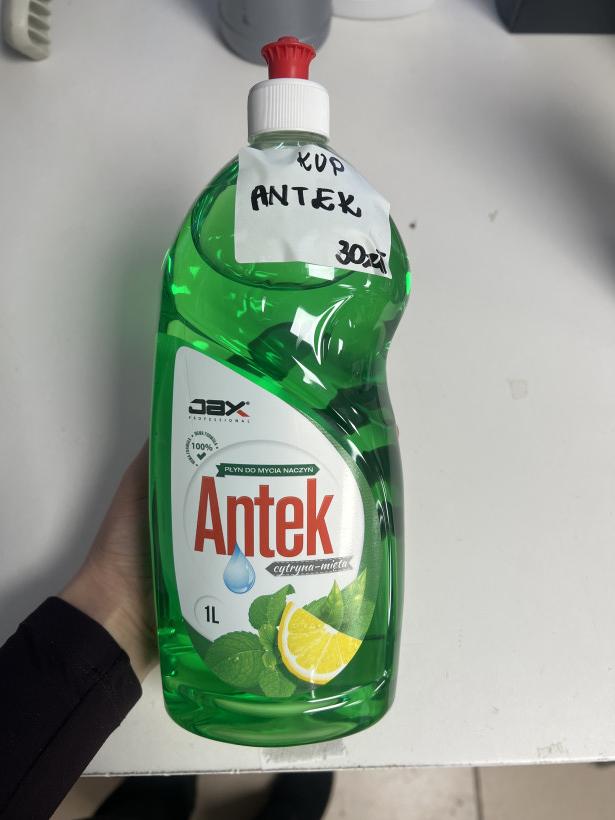 KUP
ANTEK
30zł
JAX
PROFESSIONAL
100%
PŁYN DO MYCIA NACZYŃ
Antek
cytryna-mięta
1L